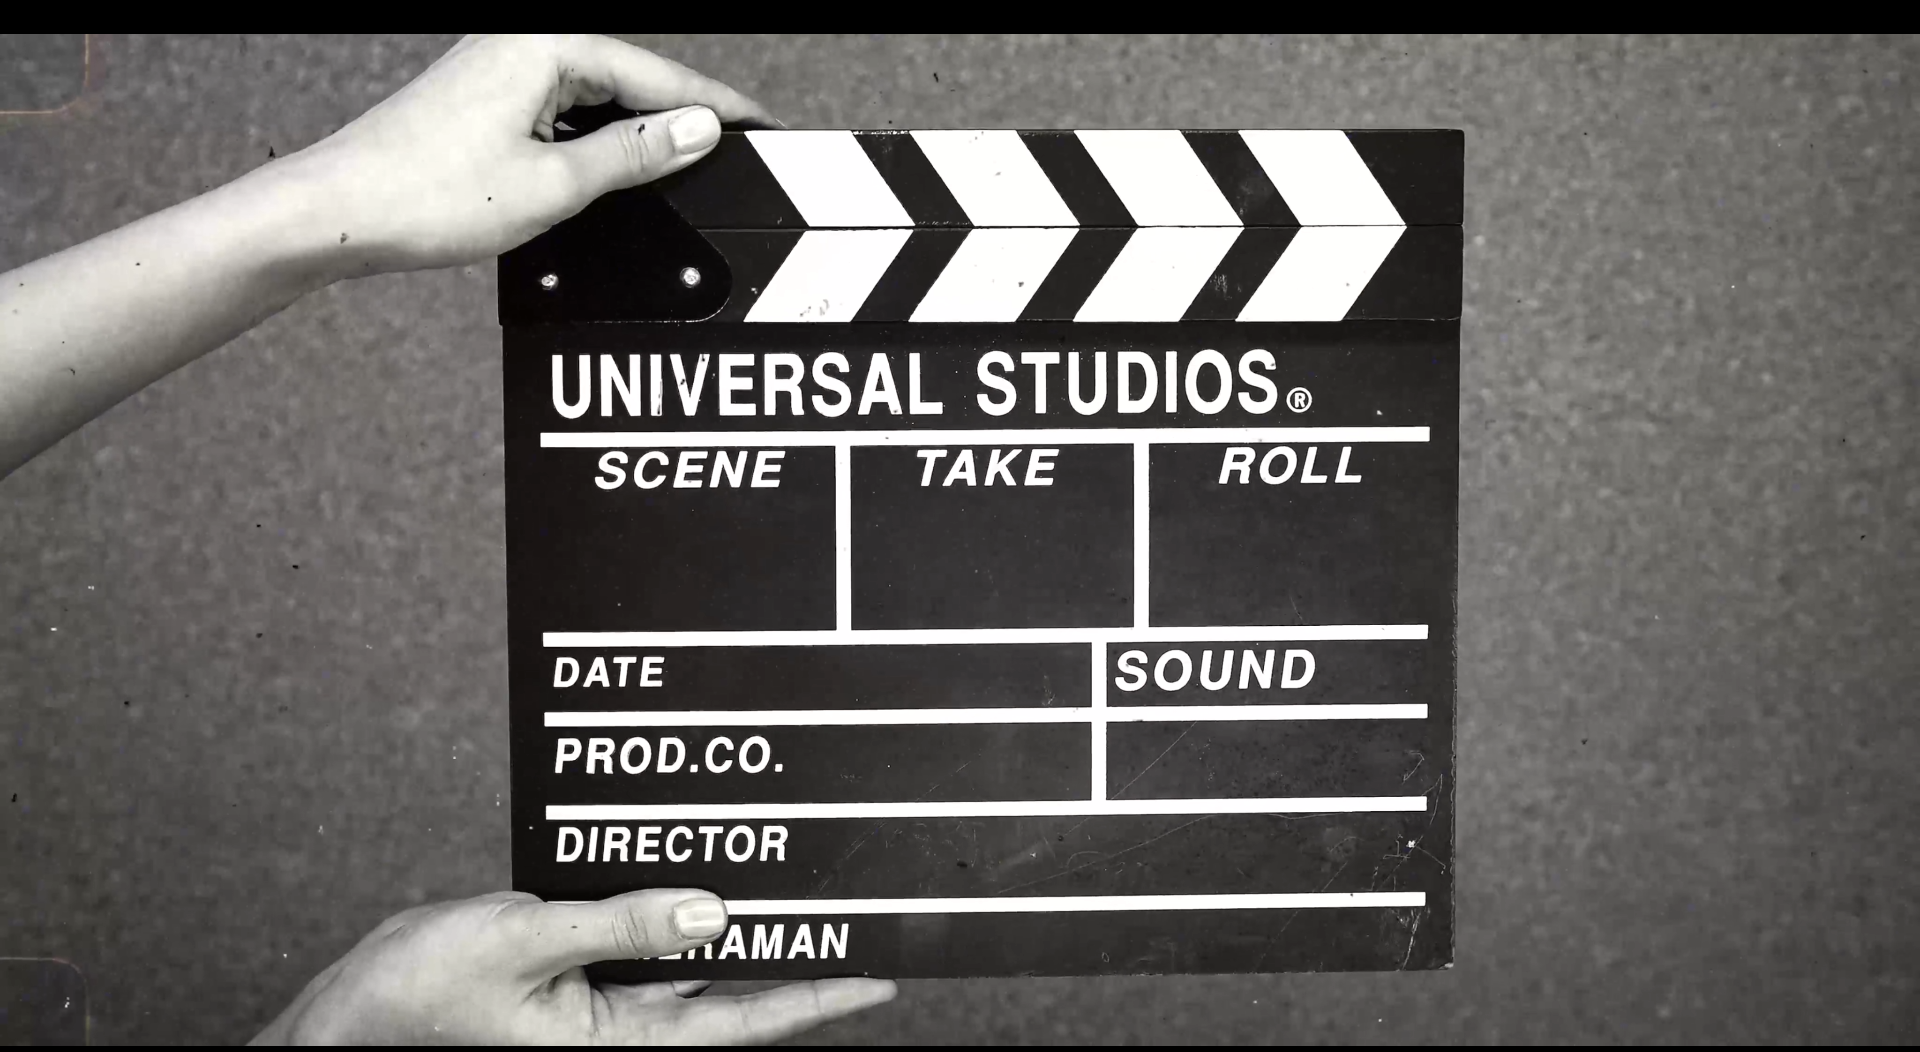 UNIVERSAL STUDIOS®
SCENE TAKE ROLL
DATE SOUND
PROD.CO.
DIRECTOR